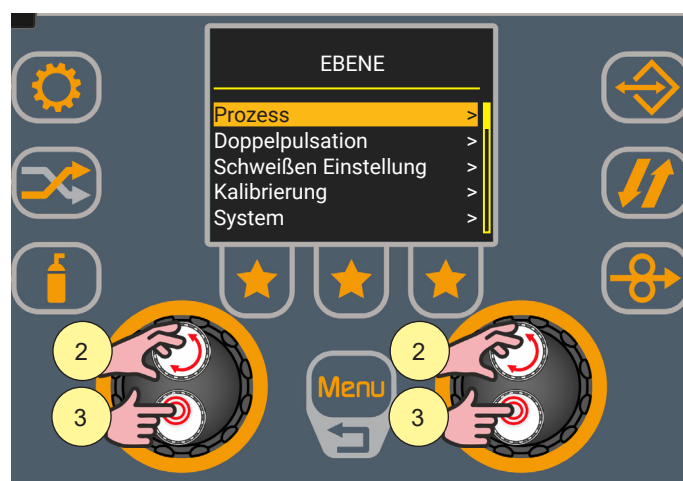 EBENE
Prozess >
Doppelpulsation >
Schweißen Einstellung >
Kalibrierung >
System >
2
2
3
Menu
3